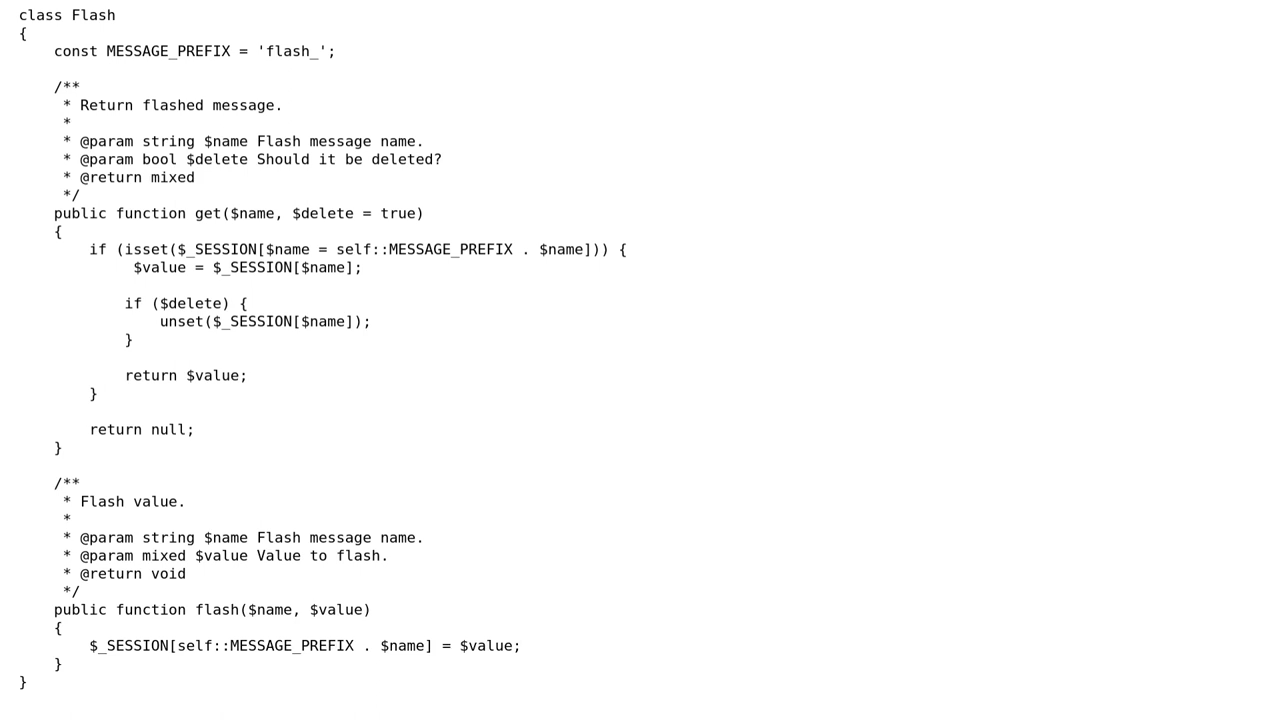 class Flash
{
    const MESSAGE_PREFIX = 'flash_';

    /**
     * Return flashed message.
     *
     * @param string $name Flash message name.
     * @param bool $delete Should it be deleted?
     * @return mixed
     */
    public function get($name, $delete = true)
    {
        if (isset($_SESSION[$name = self::MESSAGE_PREFIX . $name])) {
             $value = $_SESSION[$name];

            if ($delete) {
                unset($_SESSION[$name]);
            }

            return $value;
        }

        return null;
    }

    /**
     * Flash value.
     *
     * @param string $name Flash message name.
     * @param mixed $value Value to flash.
     * @return void
     */
    public function flash($name, $value)
    {
        $_SESSION[self::MESSAGE_PREFIX . $name] = $value;
    }
}